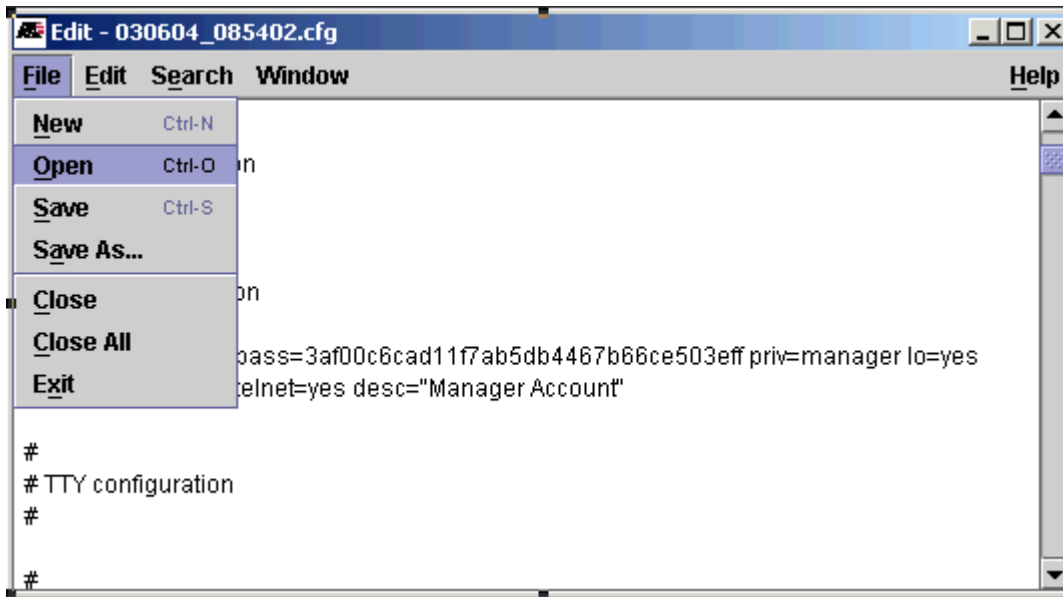 Edit - 030604_085402.cfg
File Edit Search Window Help
New Ctrl-N
Open Ctrl-O
on
Save Ctrl-S
Save As...
Close
on
Close All
pass=3af00c6cad11f7ab5db4467b66ce503eff priv=manager lo=yes
Exit
telnet=yes desc="Manager Account"
#
# TTY configuration
#
#